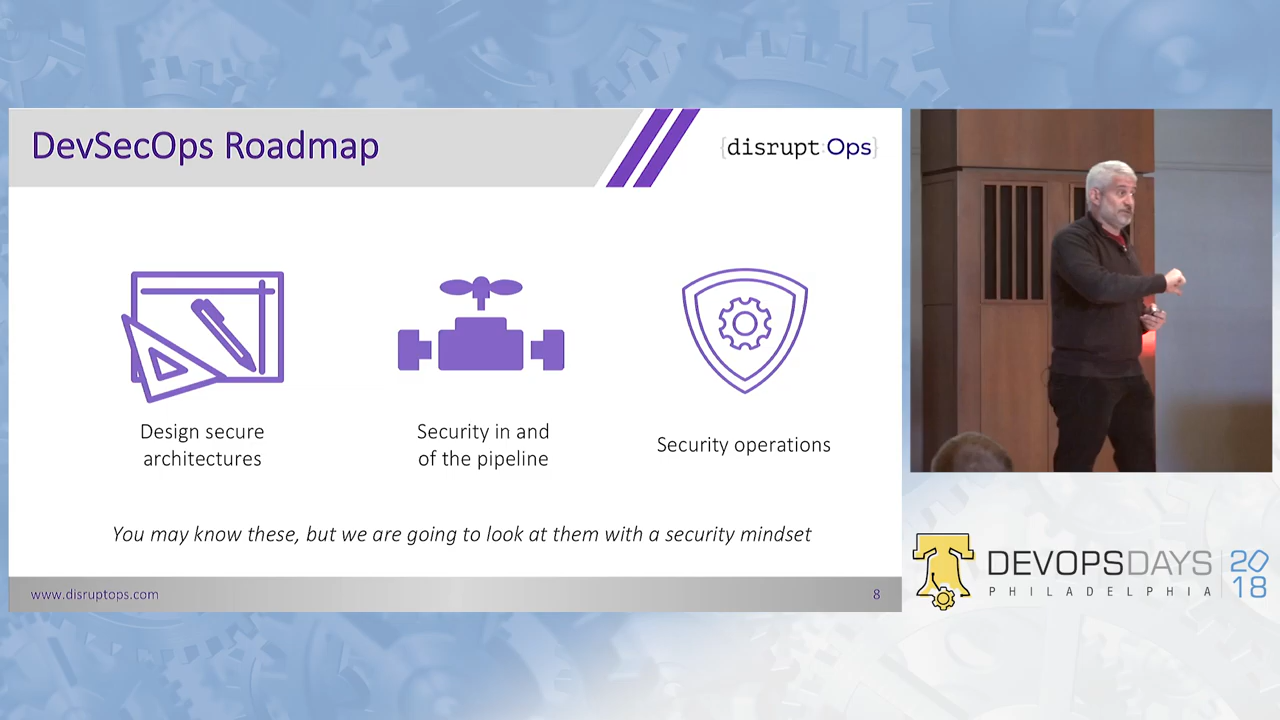 DevSecOps Roadmap
{disrupt:Ops}
Design secure
architectures
Security in and
of the pipeline
Security operations
You may know these, but we are going to look at them with a security mindset
www.disruptops.com
8
DEVOPSDAYS
PHILADELPHIA
20
18